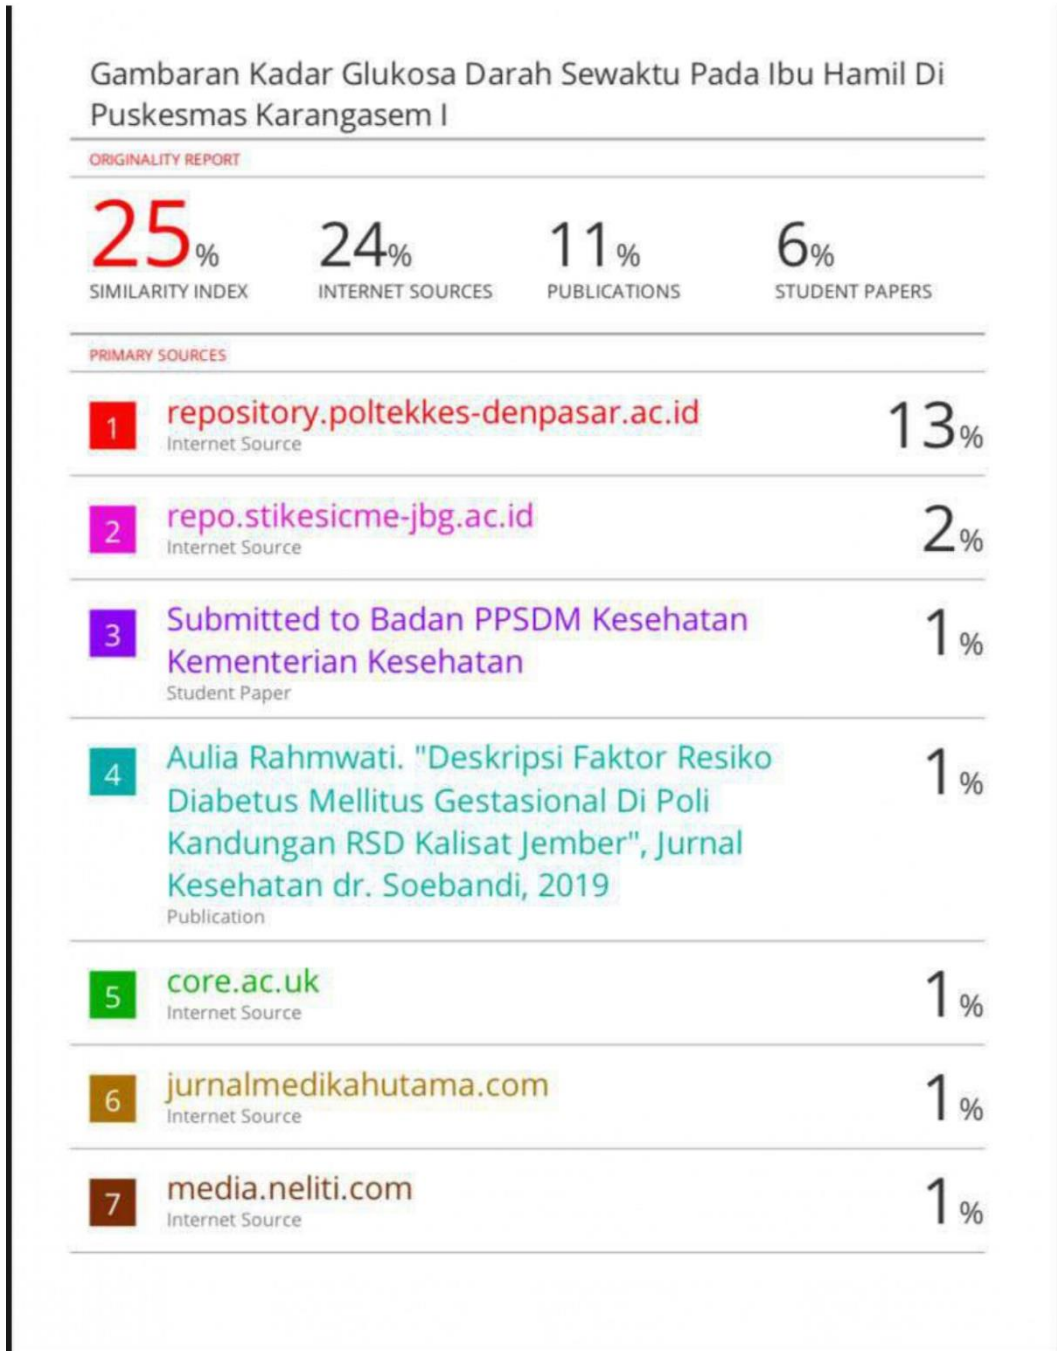 Gambaran Kadar Glukosa Darah Sewaktu Pada Ibu Hamil Di
Puskesmas Karangasem I
ORIGINALITY REPORT
25%
SIMILARITY INDEX
24%
INTERNET SOURCES
11%
PUBLICATIONS
6%
STUDENT PAPERS
PRIMARY SOURCES
1
repository.poltekkes-denpasar.ac.id
Internet Source
13%
2
repo.stikesicme-jbg.ac.id
Internet Source
2%
3
Submitted to Badan PPSDM Kesehatan
Kementerian Kesehatan
Student Paper
1%
4
Aulia Rahmwati. "Deskripsi Faktor Resiko
Diabetus Mellitus Gestasional Di Poli
Kandungan RSD Kalisat Jember", Jurnal
Kesehatan dr. Soebandi, 2019
Publication
1%
5
core.ac.uk
Internet Source
1%
6
jurnalmedikahutama.com
Internet Source
1%
7
media.neliti.com
Internet Source
1%